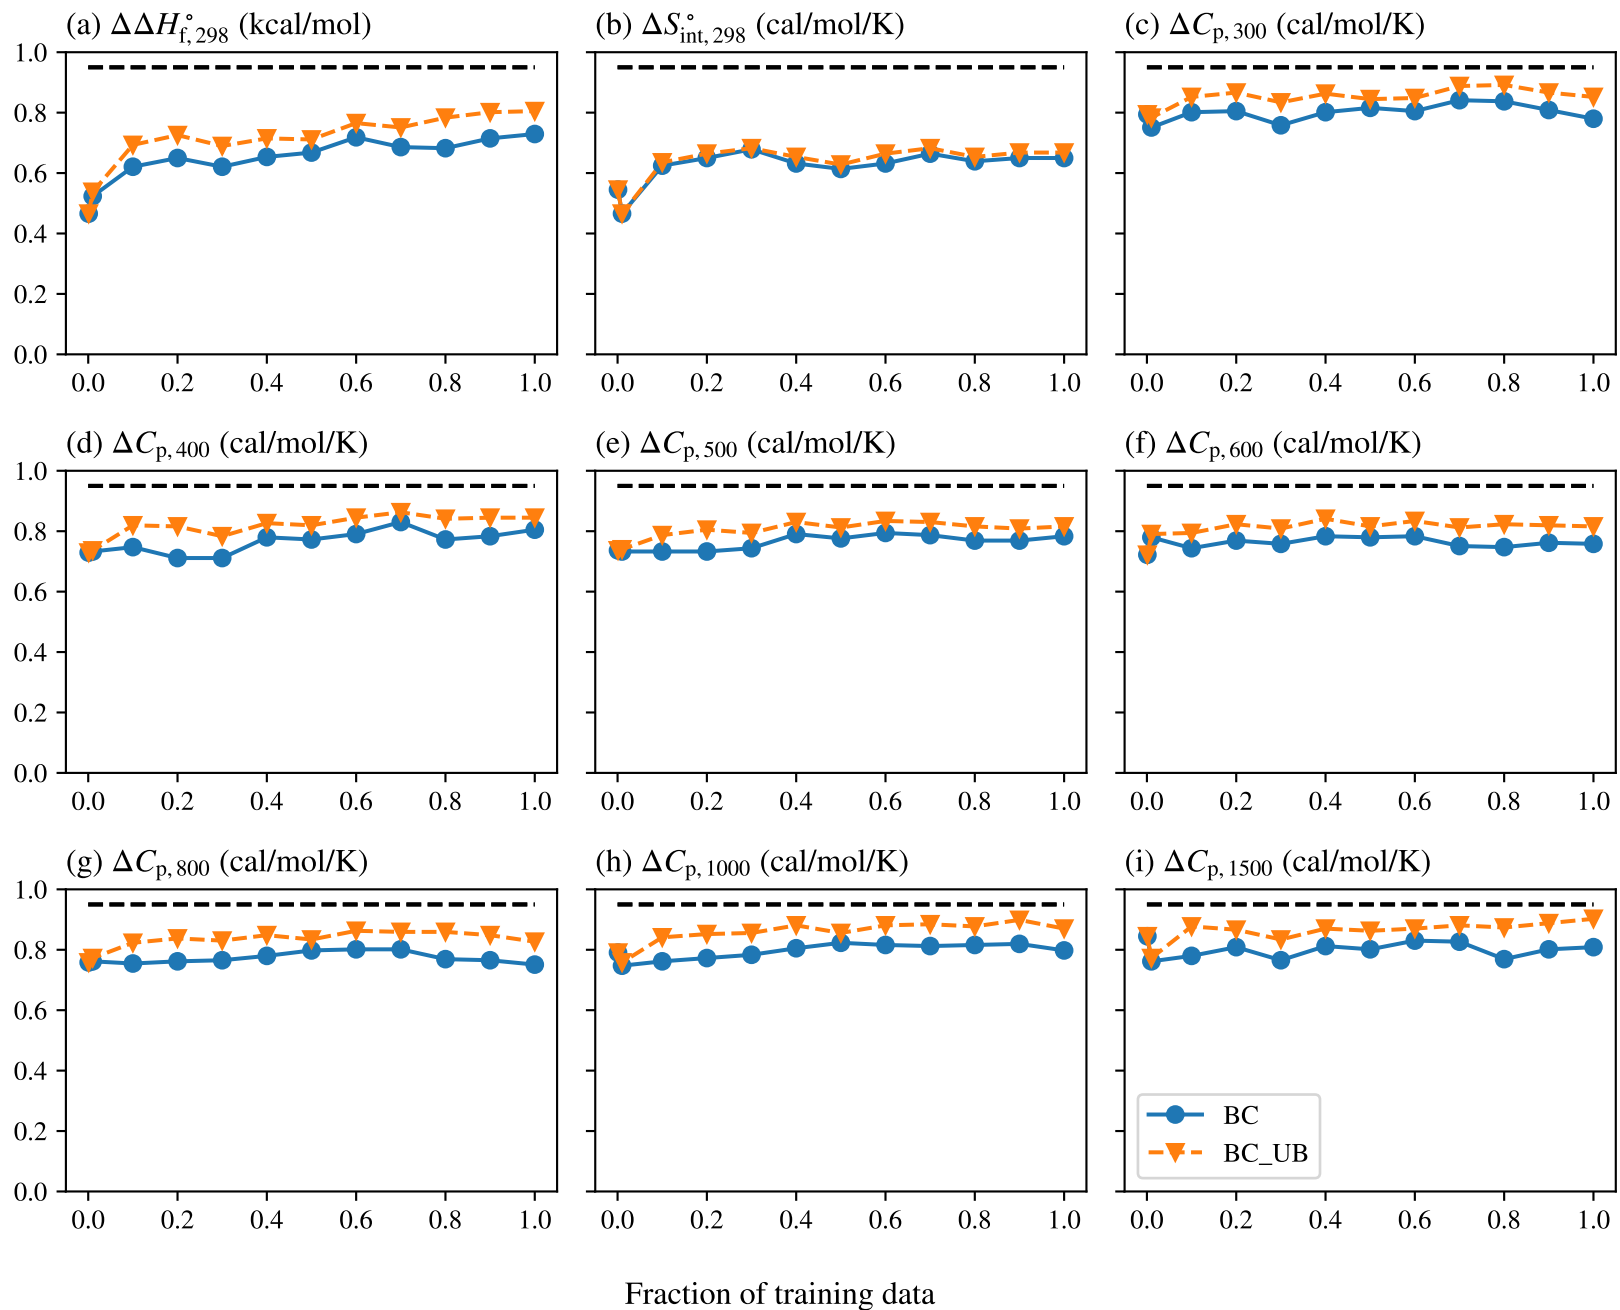 (a) ΔΔH°f, 298 (kcal/mol)
(b) ΔS°int, 298 (cal/mol/K)
(c) ΔCp, 300 (cal/mol/K)
1.0
0.8
0.6
0.4
0.2
0.0
0.0 0.2 0.4 0.6 0.8 1.0
0.0 0.2 0.4 0.6 0.8 1.0
0.0 0.2 0.4 0.6 0.8 1.0
(d) ΔCp, 400 (cal/mol/K)
(e) ΔCp, 500 (cal/mol/K)
(f) ΔCp, 600 (cal/mol/K)
1.0
0.8
0.6
0.4
0.2
0.0
0.0 0.2 0.4 0.6 0.8 1.0
0.0 0.2 0.4 0.6 0.8 1.0
0.0 0.2 0.4 0.6 0.8 1.0
(g) ΔCp, 800 (cal/mol/K)
(h) ΔCp, 1000 (cal/mol/K)
(i) ΔCp, 1500 (cal/mol/K)
1.0
0.8
0.6
0.4
0.2
0.0
BC
BC_UB
0.0 0.2 0.4 0.6 0.8 1.0
0.0 0.2 0.4 0.6 0.8 1.0
0.0 0.2 0.4 0.6 0.8 1.0
Fraction of training data